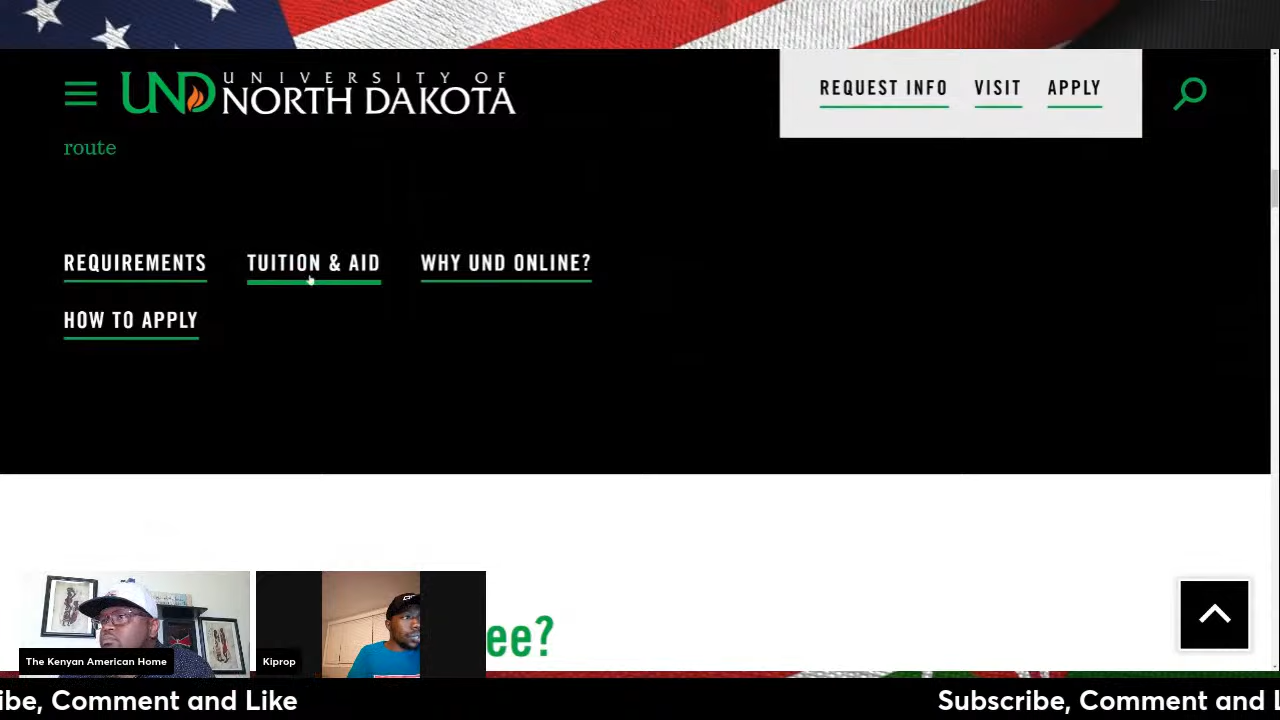 UND UNIVERSITY OF
NORTH DAKOTA
REQUEST INFO VISIT APPLY
route
REQUIREMENTS TUITION & AID WHY UND ONLINE?
HOW TO APPLY
ee?
The Kenyan American Home
Kiprop
ibe, Comment and Like Subscribe, Comment and L